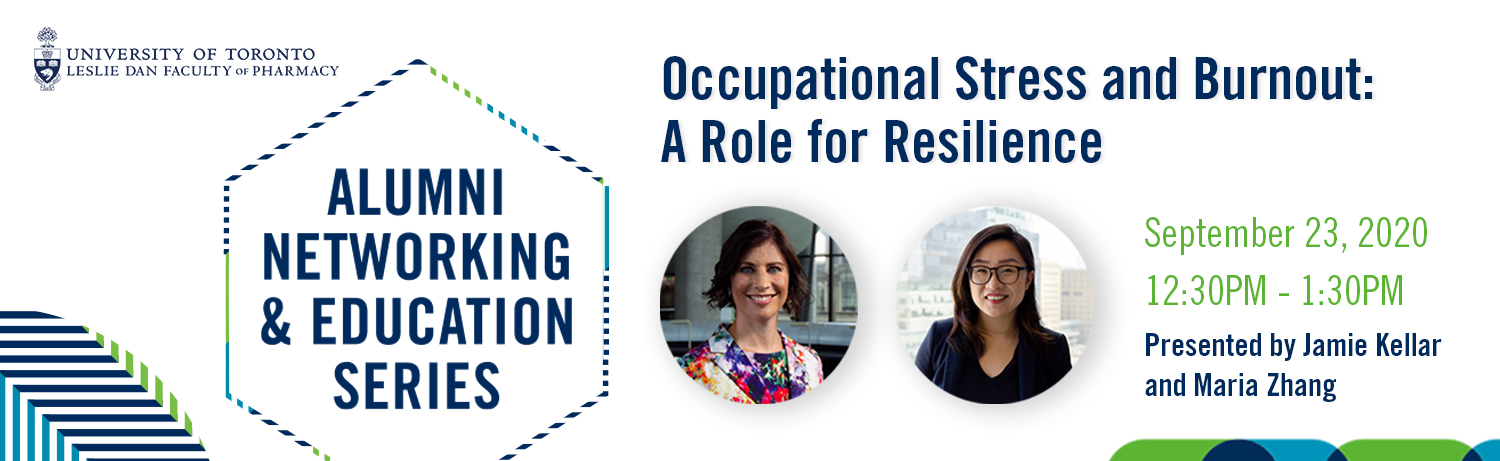 UNIVERSITY OF TORONTO
LESLIE DAN FACULTY OF PHARMACY
ALUMNI
NETWORKING
& EDUCATION
SERIES
Occupational Stress and Burnout:
A Role for Resilience
September 23, 2020
12:30PM - 1:30PM
Presented by Jamie Kellar
and Maria Zhang